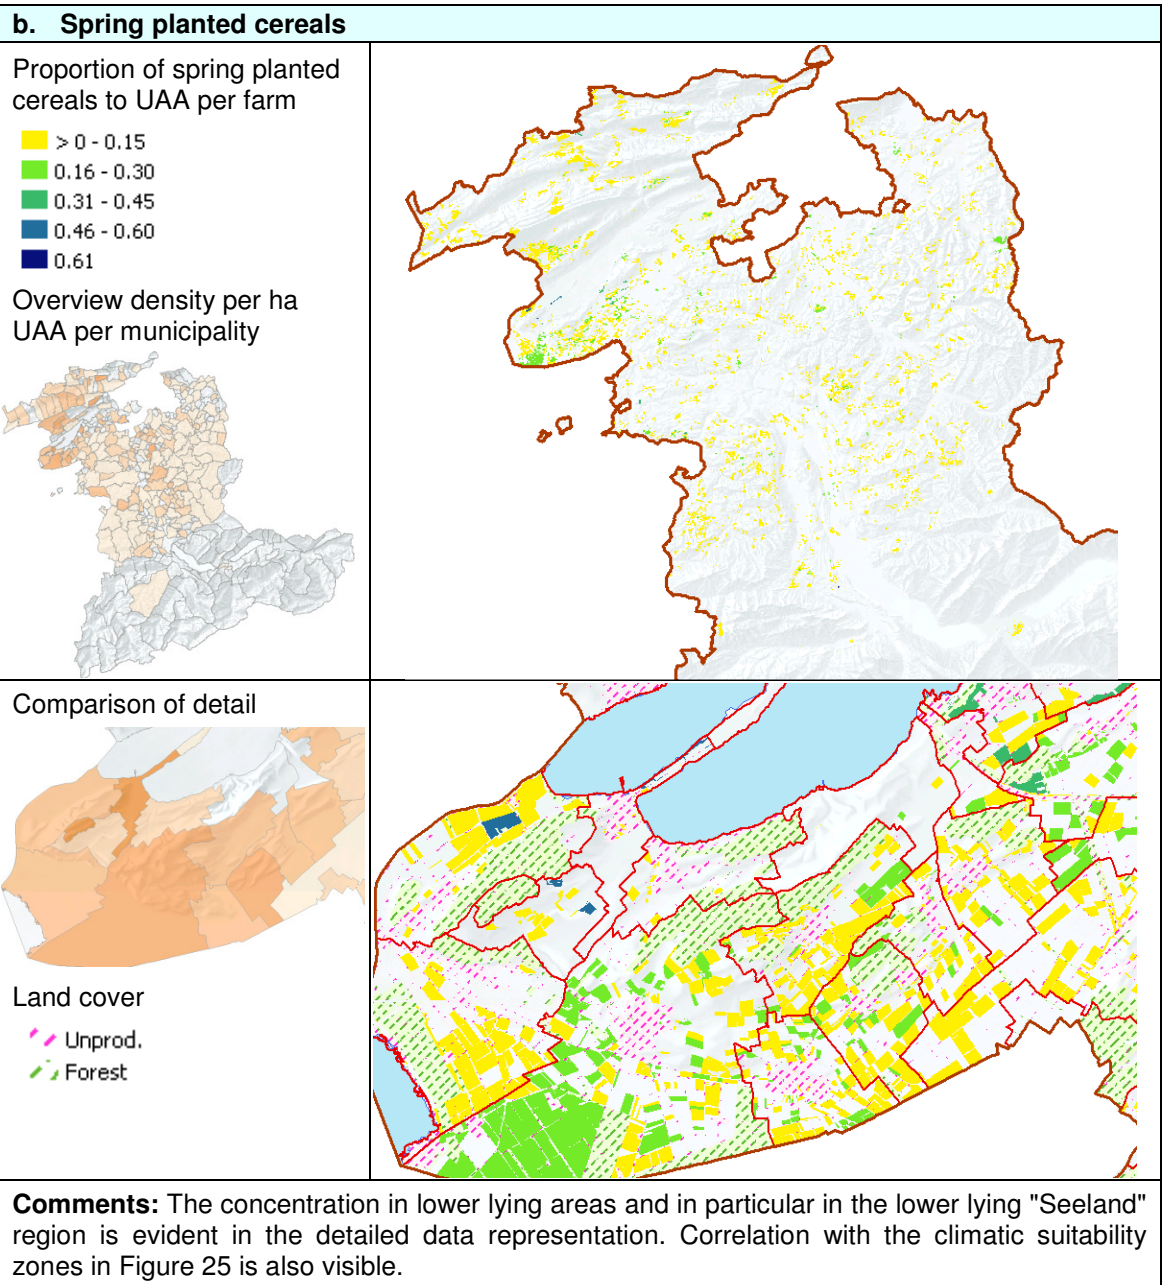 b. Spring planted cereals
Proportion of spring planted
cereals to UAA per farm
> 0 - 0.15
0.16 - 0.30
0.31 - 0.45
0.46 - 0.60
0.61
Overview density per ha
UAA per municipality
Comparison of detail
Land cover
Unprod.
Forest
Comments: The concentration in lower lying areas and in particular in the lower lying "Seeland"
region is evident in the detailed data representation. Correlation with the climatic suitability
zones in Figure 25 is also visible.